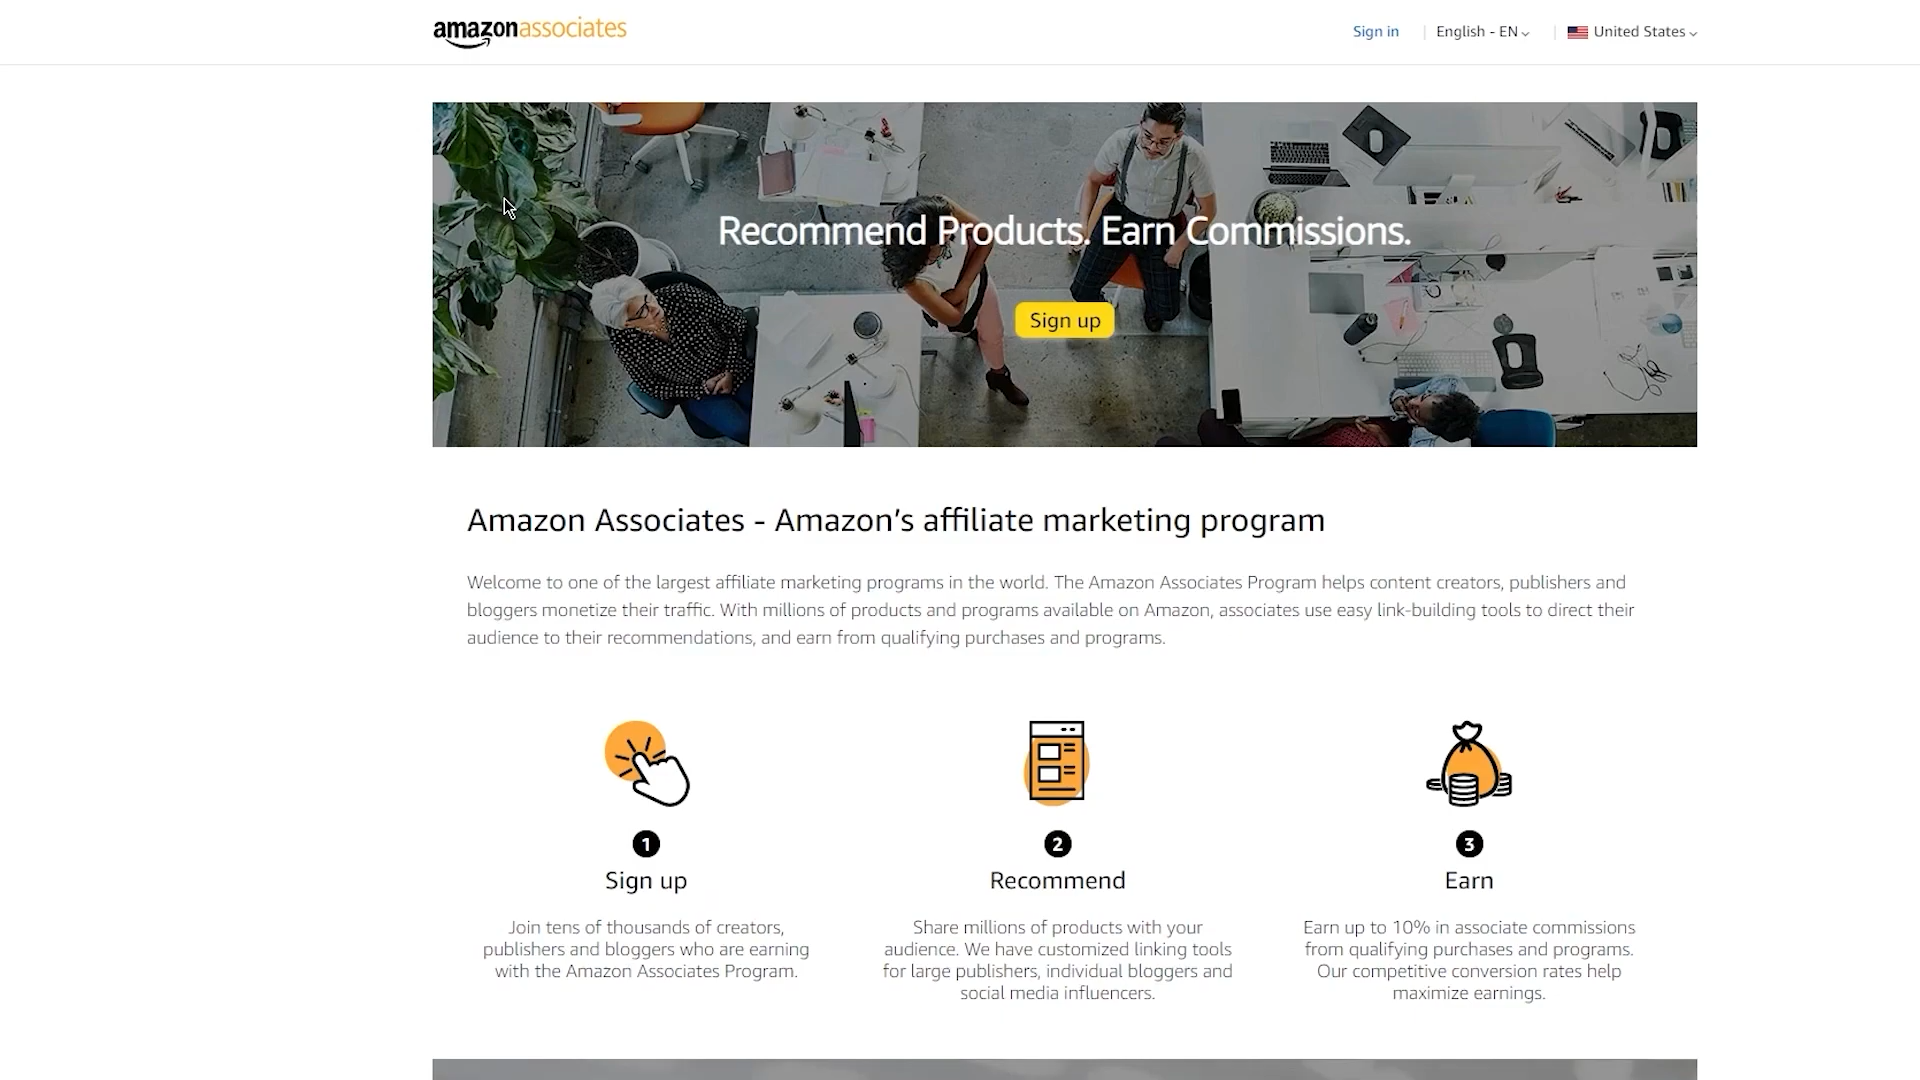 amazonassociates
Sign in
English - EN
United States
Recommend Products. Earn Commissions.
Sign up
Amazon Associates - Amazon’s affiliate marketing program
Welcome to one of the largest affiliate marketing programs in the world. The Amazon Associates Program helps content creators, publishers and
bloggers monetize their traffic. With millions of products and programs available on Amazon, associates use easy link-building tools to direct their
audience to their recommendations, and earn from qualifying purchases and programs.
1
Sign up
Join tens of thousands of creators,
publishers and bloggers who are earning
with the Amazon Associates Program.
2
Recommend
Share millions of products with your
audience. We have customized linking tools
for large publishers, individual bloggers and
social media influencers.
3
Earn
Earn up to 10% in associate commissions
from qualifying purchases and programs.
Our competitive conversion rates help
maximize earnings.